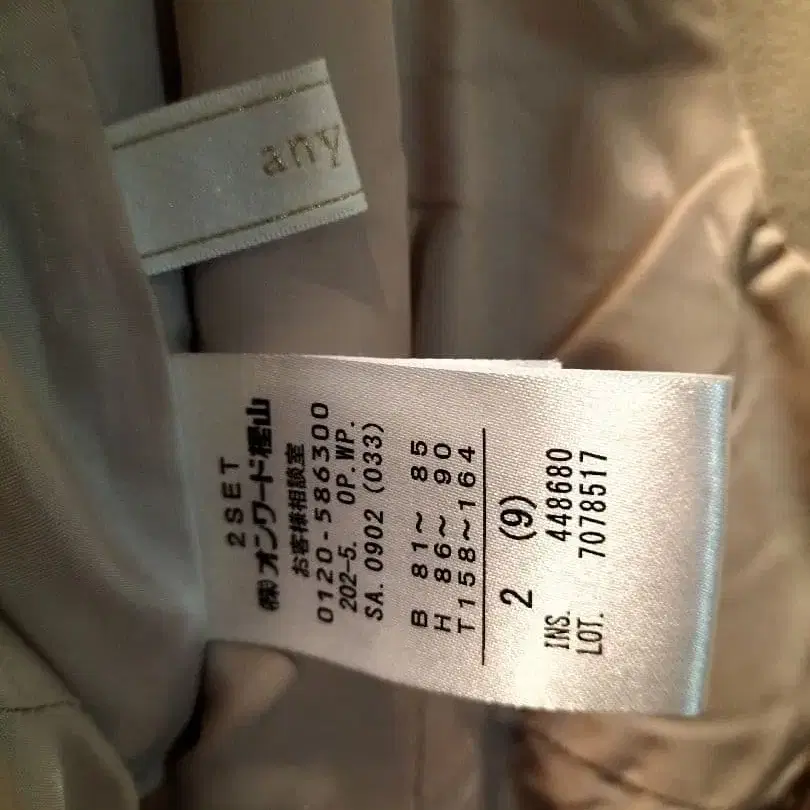 any
2SET
(株)オンワード樫山
お客様相談室
0120-586300
202-5. OP.WP.
SA.0902 (033)
B 81～ 85
H 86～ 90
T158～164
2 (9)
INS. 448680
LOT. 7078517